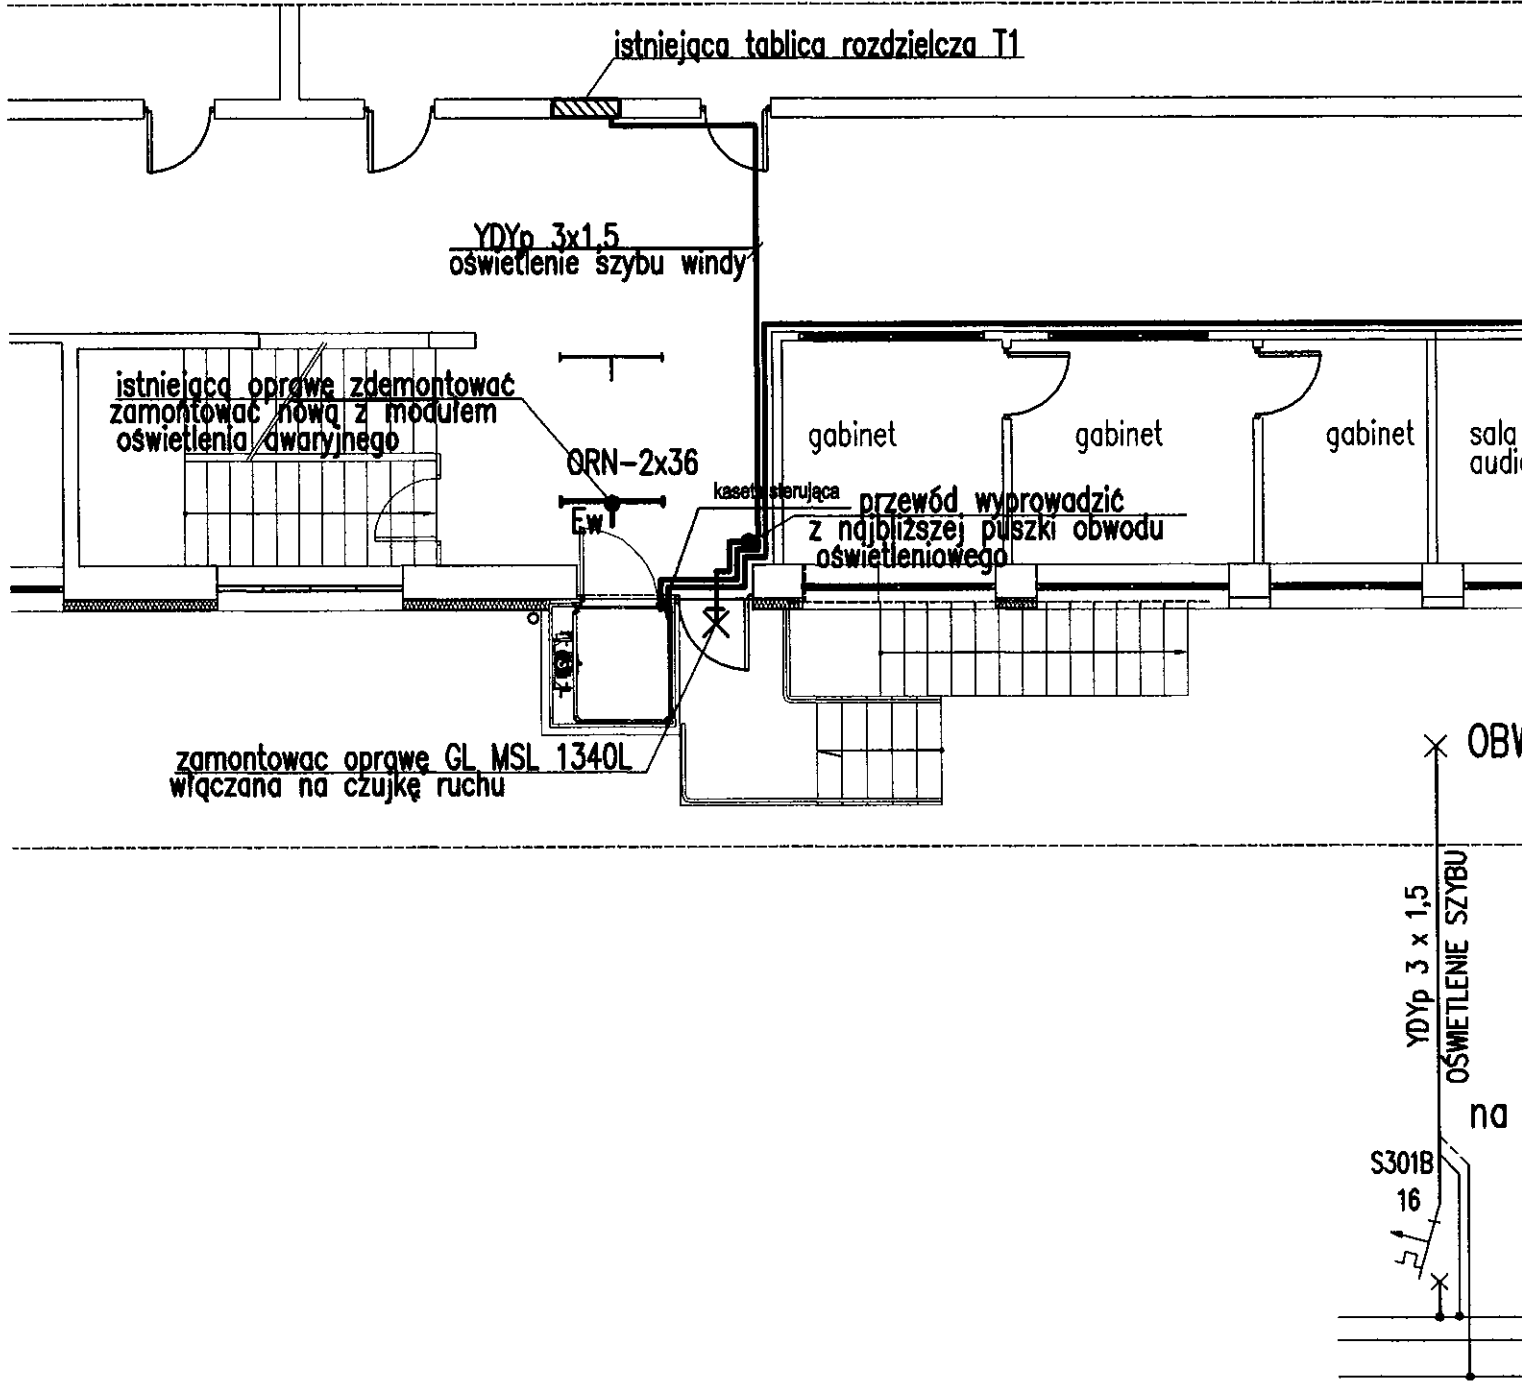 istniejąca tablica rozdzielcza T1
YDYp 3x1,5
oświetlenie szybu windy
istniejącą oprawę zdemontować
zamontować nową z modułem
oświetlenia awaryjnego
ORN-2x36
Ew
kaseta sterująca
przewód wyprowadzić
z najbliższej puszki obwodu
oświetleniowego
gabinet
gabinet
gabinet
sala
audio
zamontowac oprawę GL MSL 1340L
włączana na czujkę ruchu
OBW
YDYp 3 x 1,5
OŚWIETLENIE SZYBU
na
S301B
16